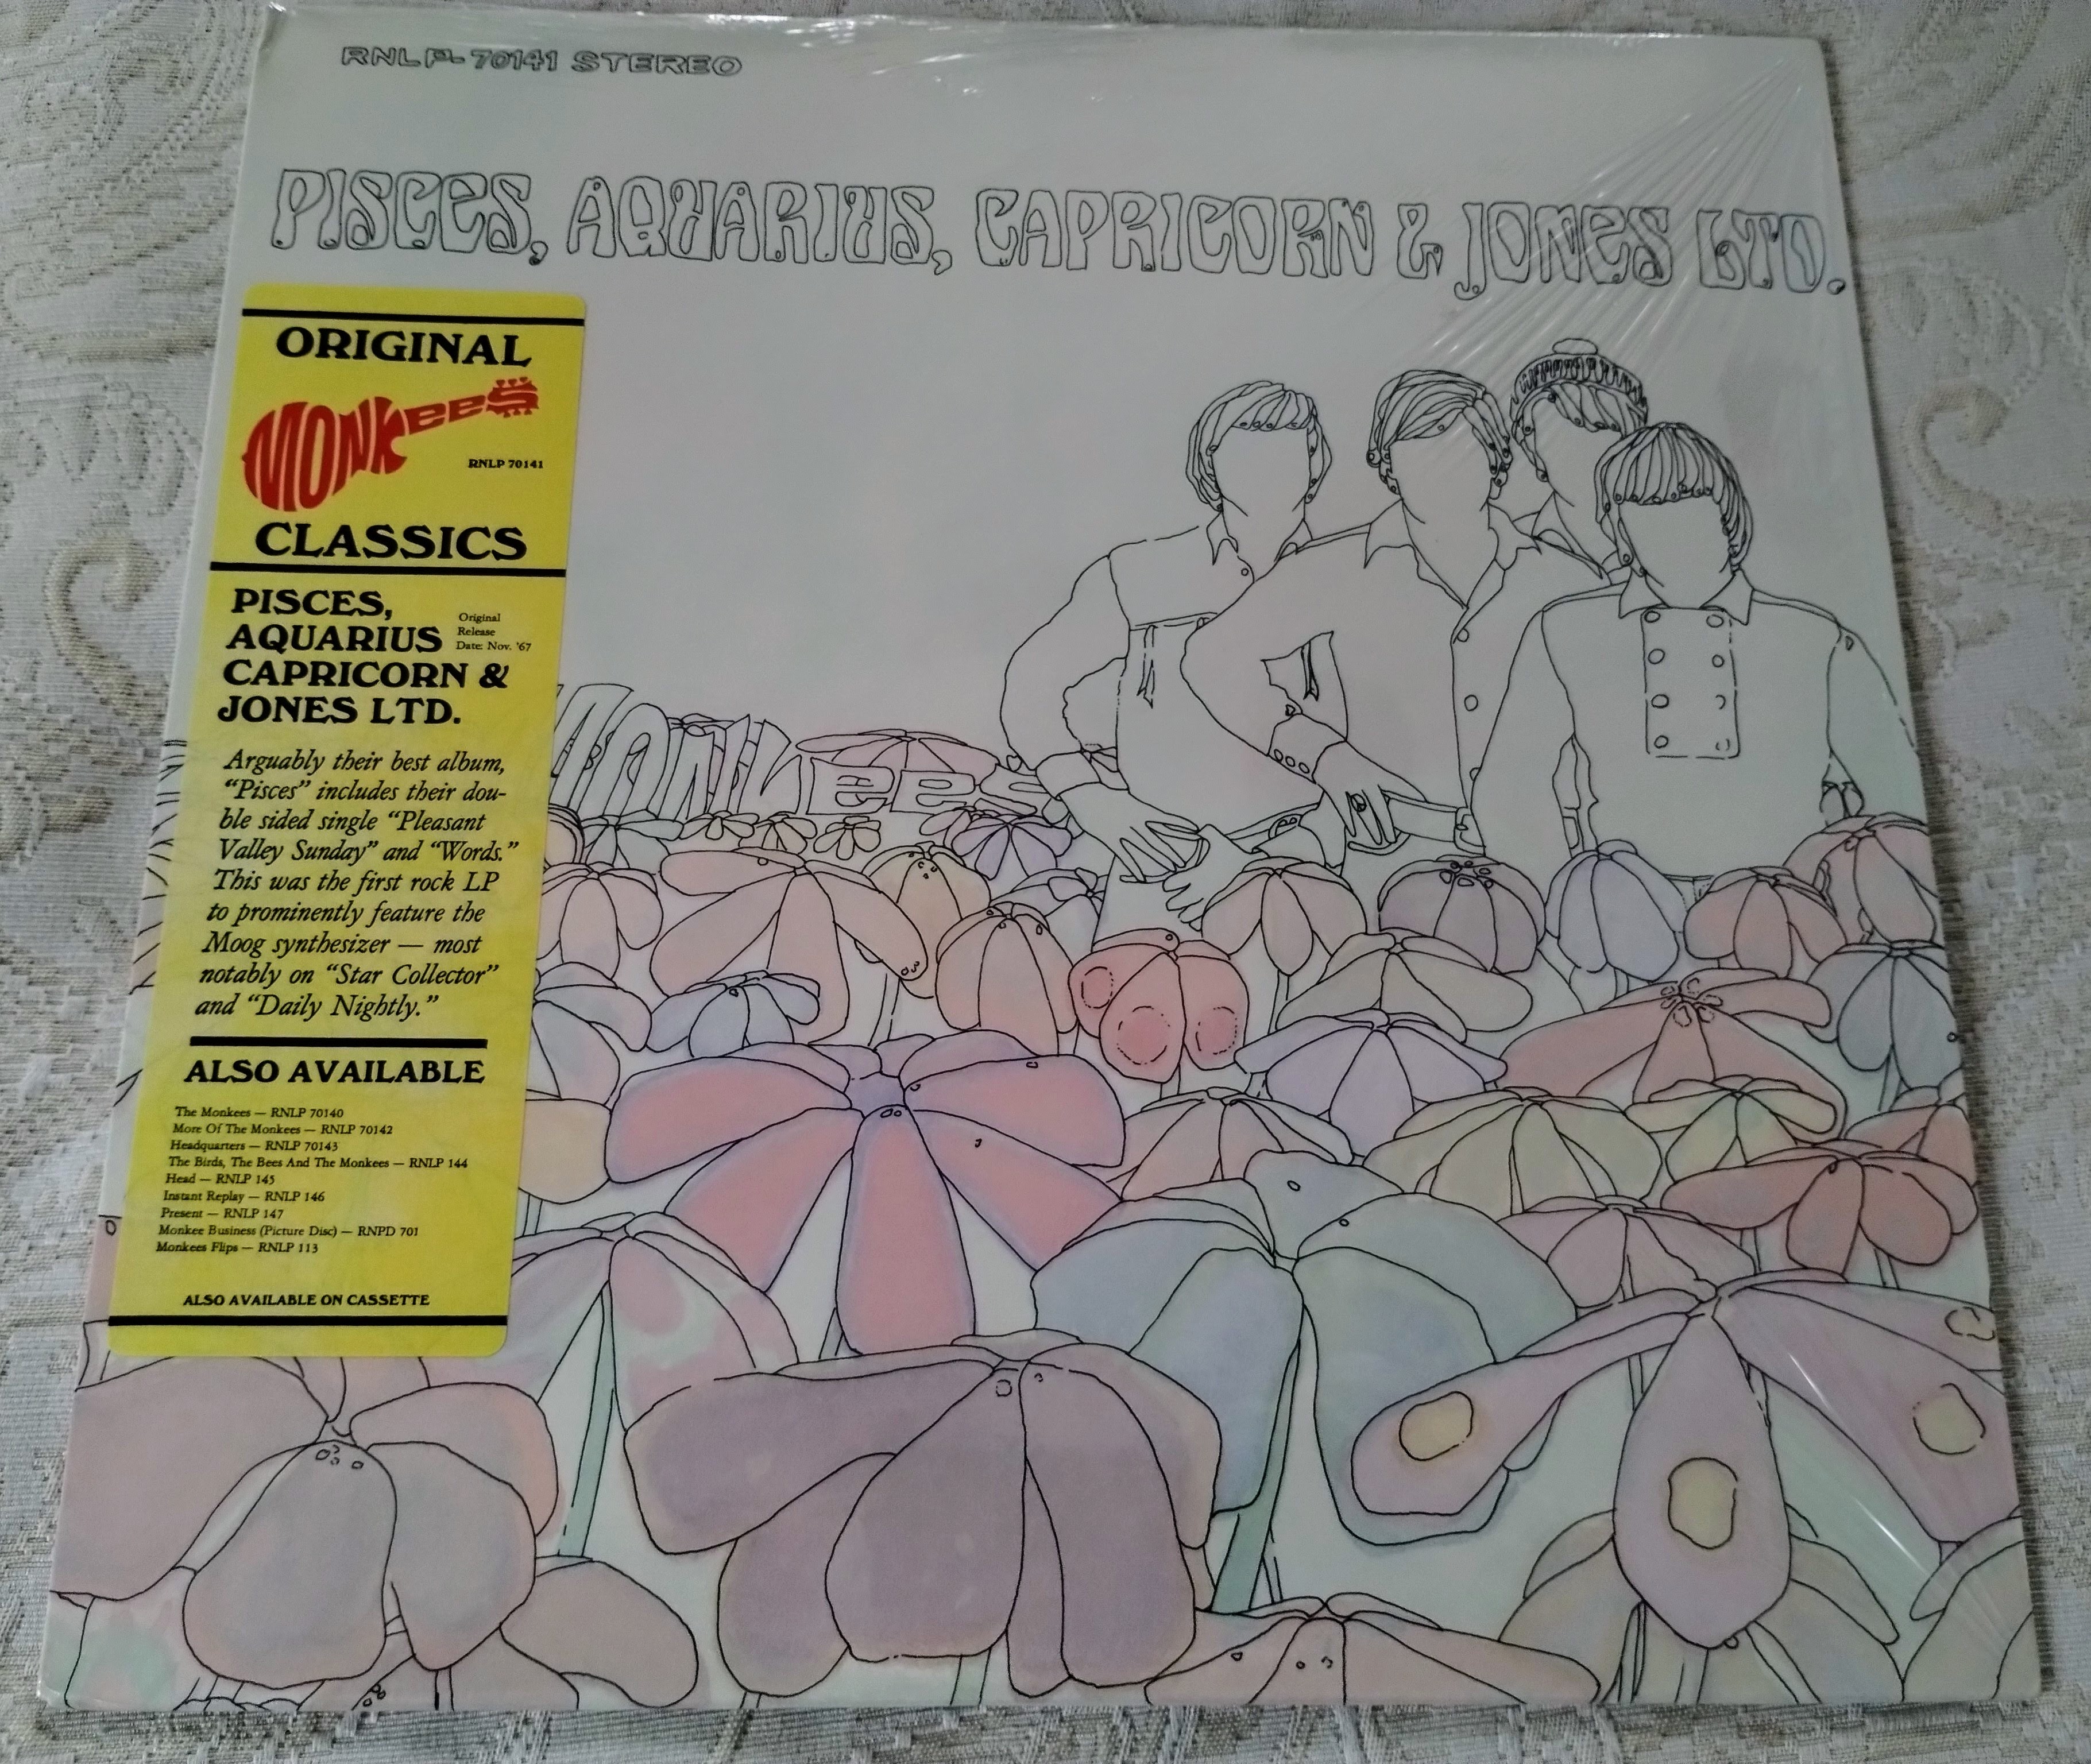 RNLP-70141 STEREO
PISCES, AQUARIUS, CAPRICORN & JONES LTD.
ORIGINAL
MONKEES
RNLP 70141
CLASSICS
PISCES,
AQUARIUS
CAPRICORN &
JONES LTD.
Original
Release
Date: Nov. '67
Arguably their best album,
“Pisces” includes their dou-
ble sided single “Pleasant
Valley Sunday” and “Words.”
This was the first rock LP
to prominently feature the
Moog synthesizer — most
notably on “Star Collector”
and “Daily Nightly.”
ALSO AVAILABLE
The Monkees — RNLP 70140
More Of The Monkees — RNLP 70142
Headquarters — RNLP 70143
The Birds, The Bees And The Monkees — RNLP 144
Head — RNLP 145
Instant Replay — RNLP 146
Present — RNLP 147
Monkee Business (Picture Disc) — RNPD 701
Monkees Flips — RNLP 113
ALSO AVAILABLE ON CASSETTE
MONKEES